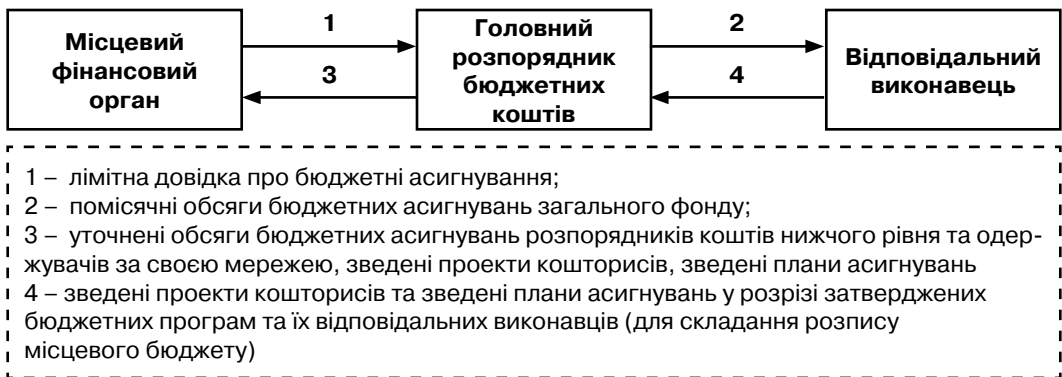 Місцевий
фінансовий
орган
1
3
Головний
розпорядник
бюджетних
коштів
2
4
Відповідальний
виконавець
1 – лімітна довідка про бюджетні асигнування;
2 – помісячні обсяги бюджетних асигнувань загального фонду;
3 – уточнені обсяги бюджетних асигнувань розпорядників коштів нижчого рівня та одер-
жувачів за своєю мережею, зведені проекти кошторисів, зведені плани асигнувань
4 – зведені проекти кошторисів та зведені плани асигнувань у розрізі затверджених
бюджетних програм та їх відповідальних виконавців (для складання розпису
місцевого бюджету)